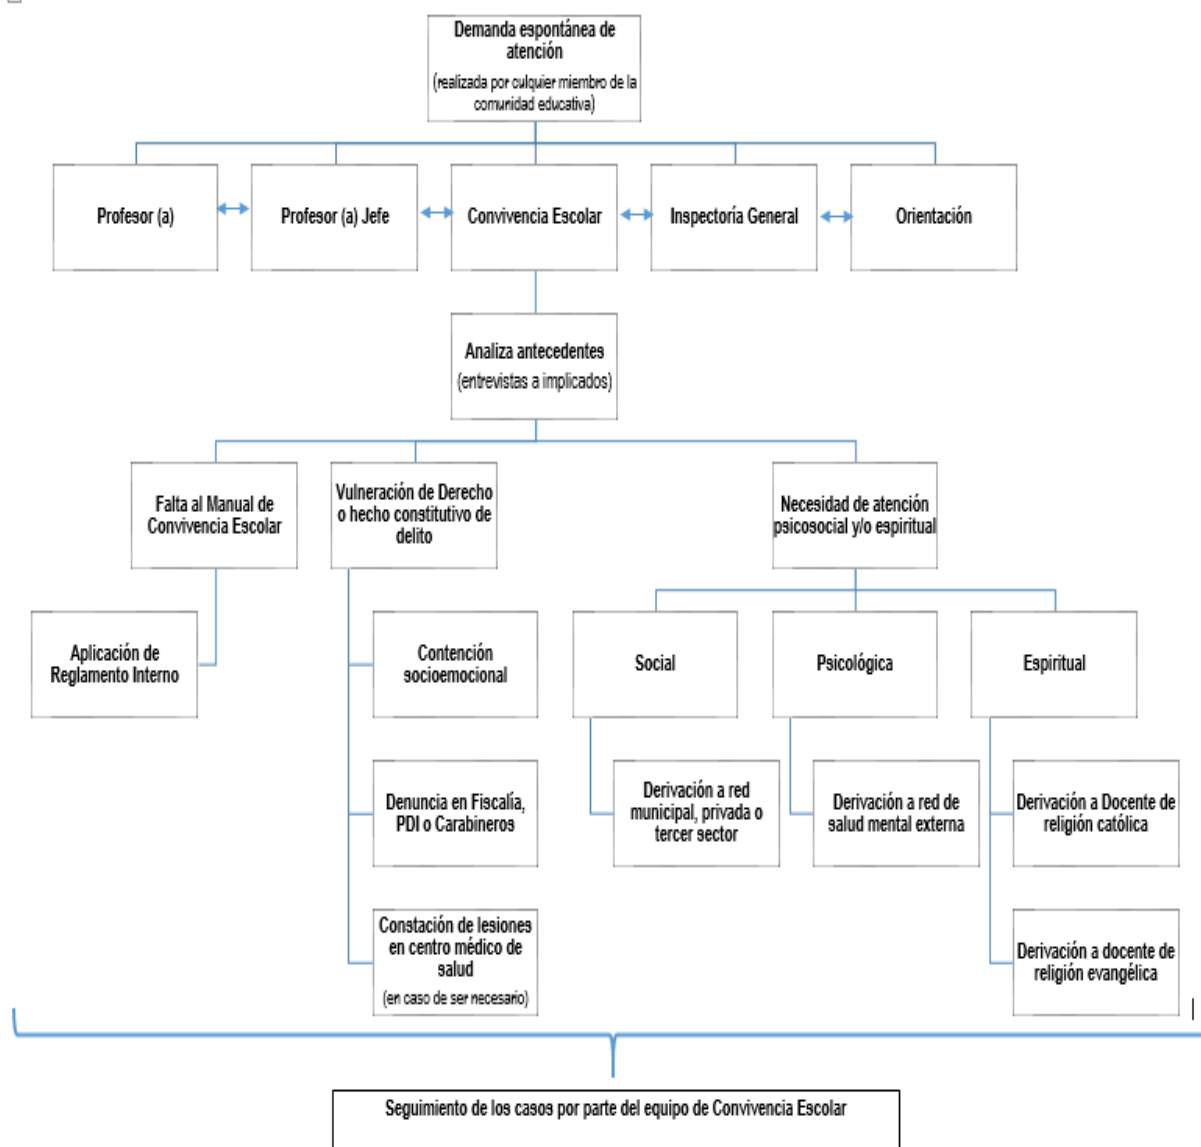 Demanda espontánea de
atención
(realizada por culquier miembro de la
comunidad educativa)
Profesor (a)
Profesor (a) Jefe
Convivencia Escolar
Inspectoría General
Orientación
Analiza antecedentes
(entrevistas a implicados)
Falta al Manual de
Convivencia Escolar
Vulneración de Derecho
o hecho constitutivo de
delito
Necesidad de atención
psicosocial y/o espiritual
Aplicación de
Reglamento Interno
Contención
socioemocional
Social
Psicológica
Espiritual
Denuncia en Fiscalía,
PDI o Carabineros
Derivación a red
municipal, privada o
tercer sector
Derivación a red de
salud mental externa
Derivación a Docente de
religión católica
Constación de lesiones
en centro médico de
salud
(en caso de ser necesario)
Derivación a docente de
religión evangélica
Seguimiento de los casos por parte del equipo de Convivencia Escolar